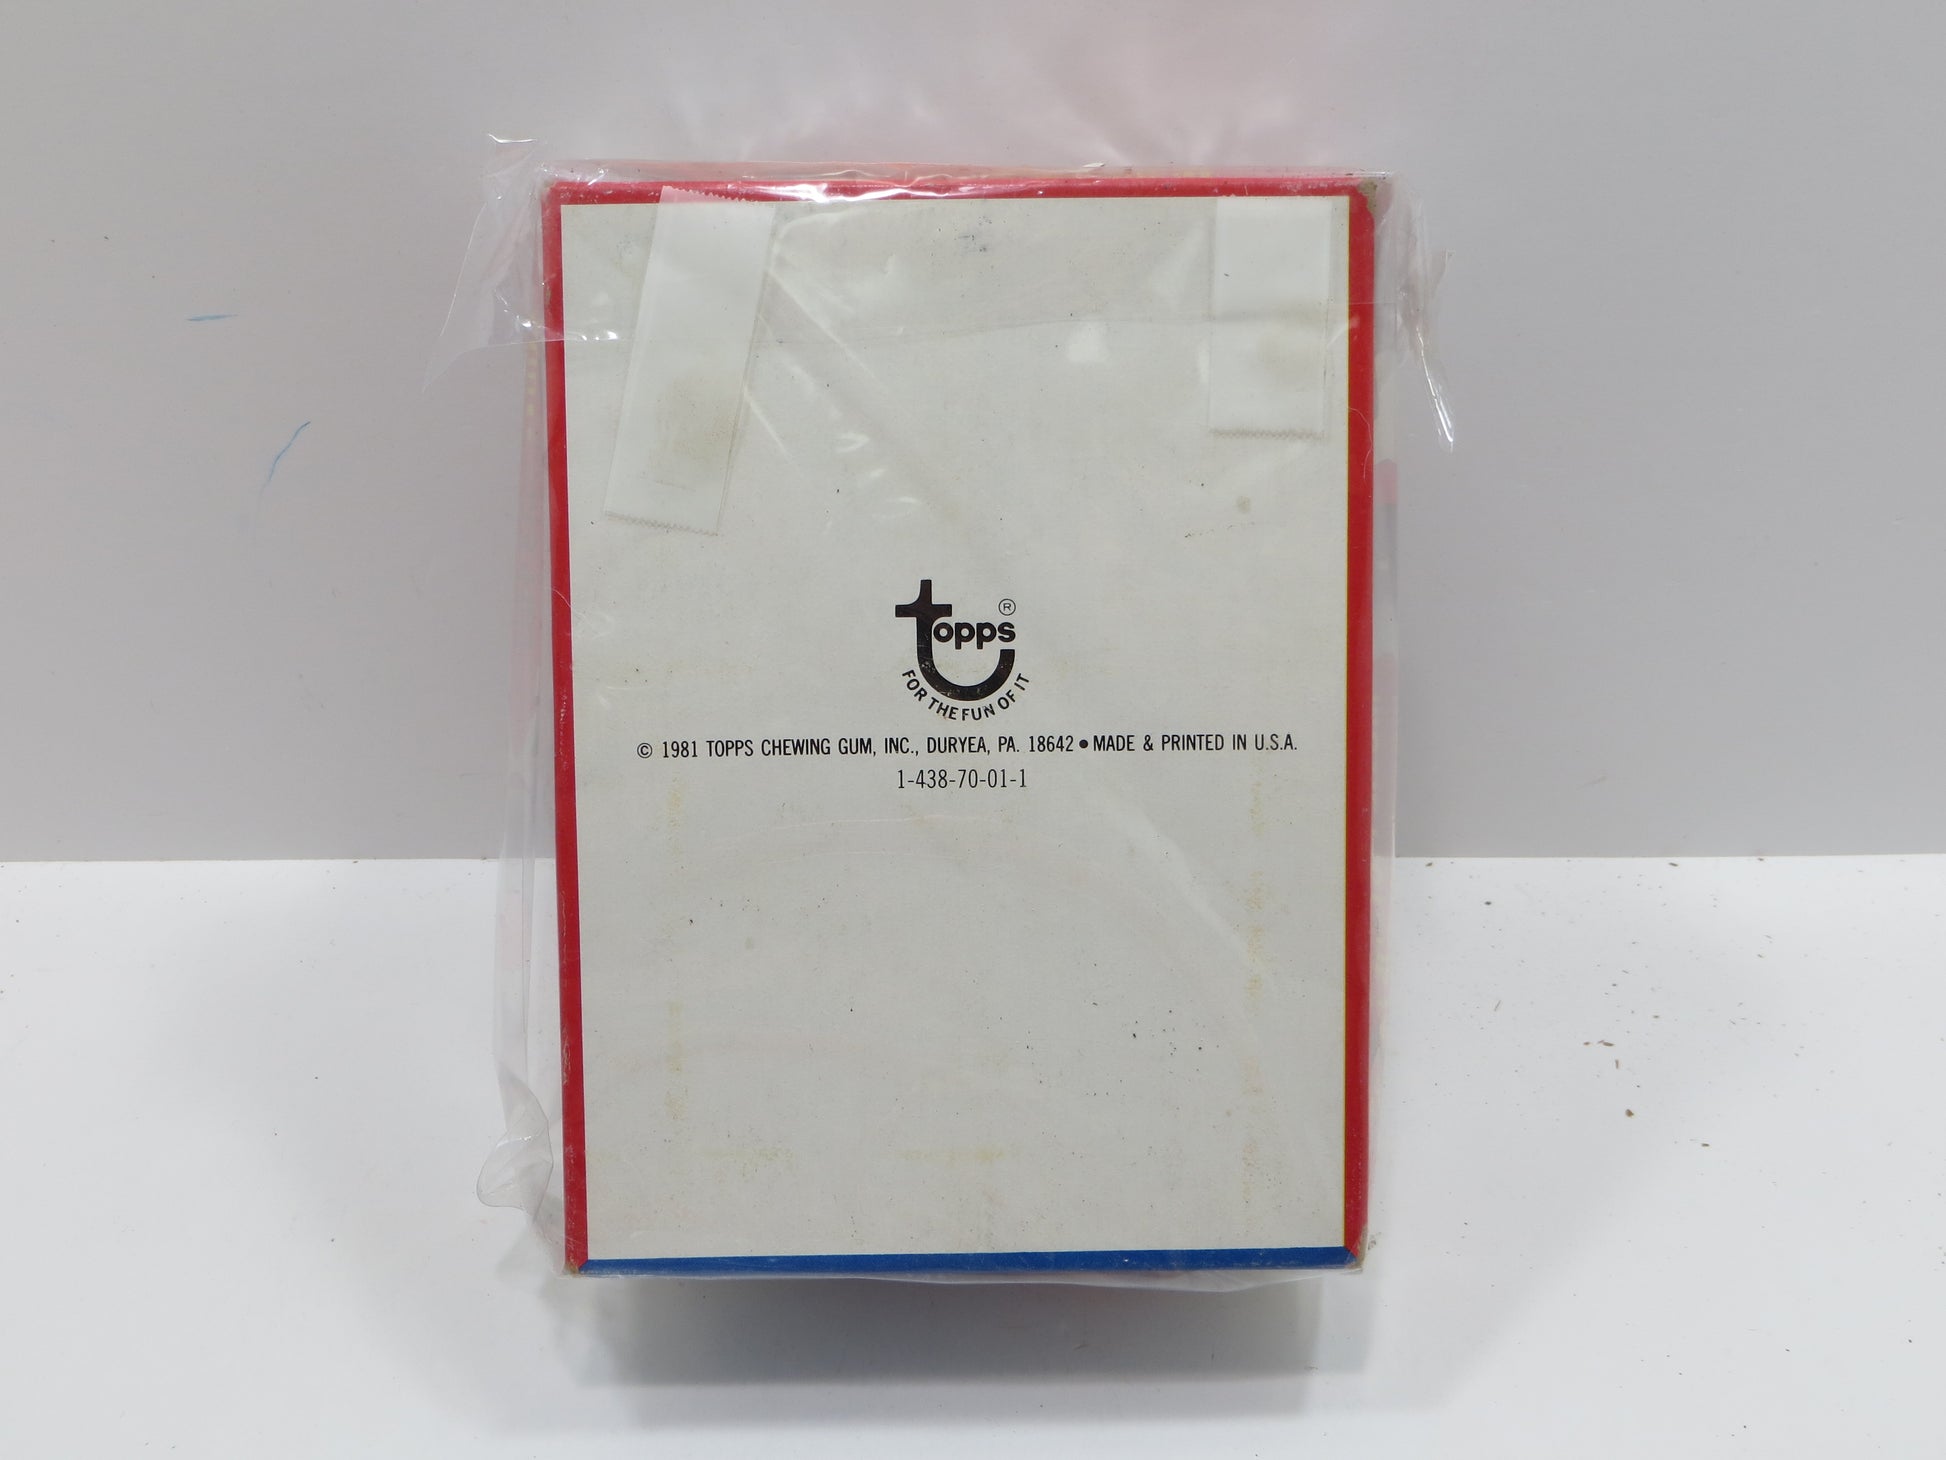 topps ®
FOR THE FUN OF IT
© 1981 TOPPS CHEWING GUM, INC., DURYEA, PA. 18642 ● MADE & PRINTED IN U.S.A.
1-438-70-01-1